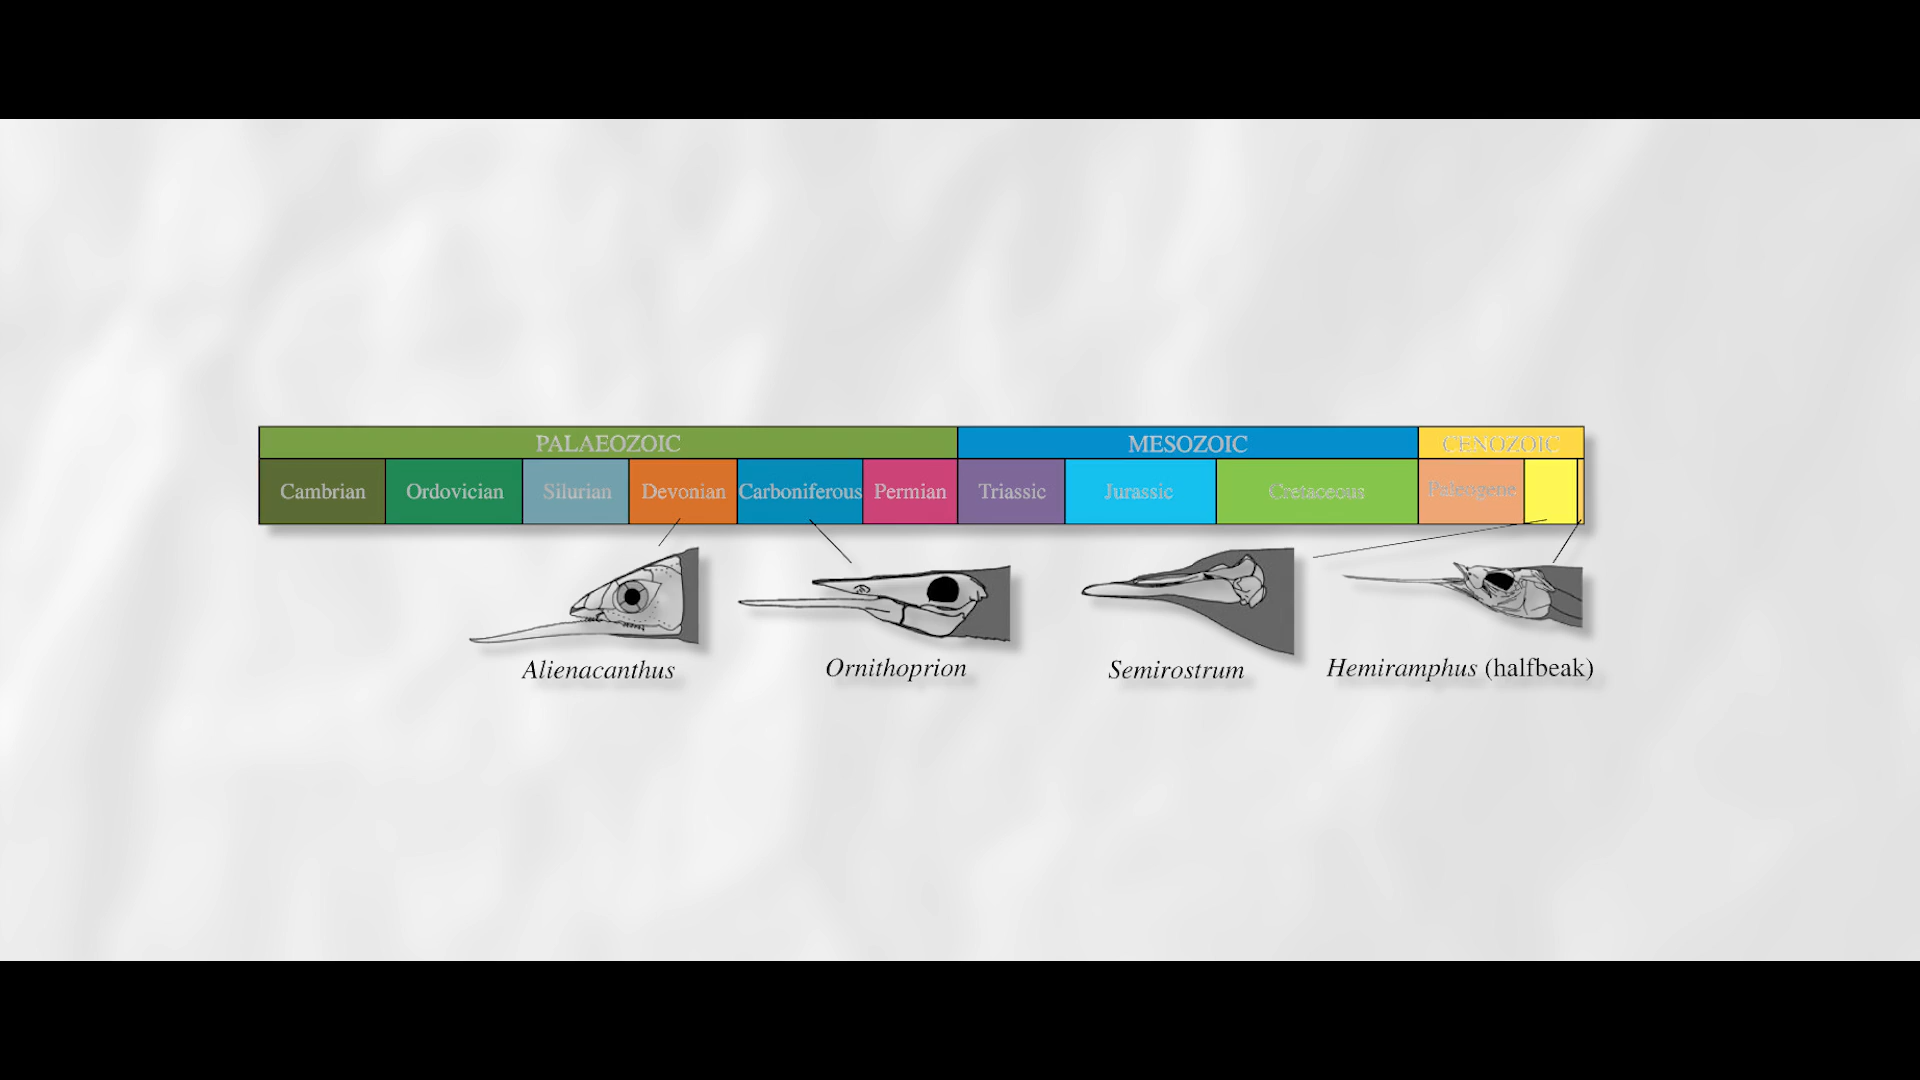 PALAEOZOIC MESOZOIC CENOZOIC
Cambrian Ordovician Silurian Devonian Carboniferous Permian Triassic Jurassic Cretaceous Paleogene
Alienacanthus Ornithoprion Semirostrum Hemiramphus (halfbeak)